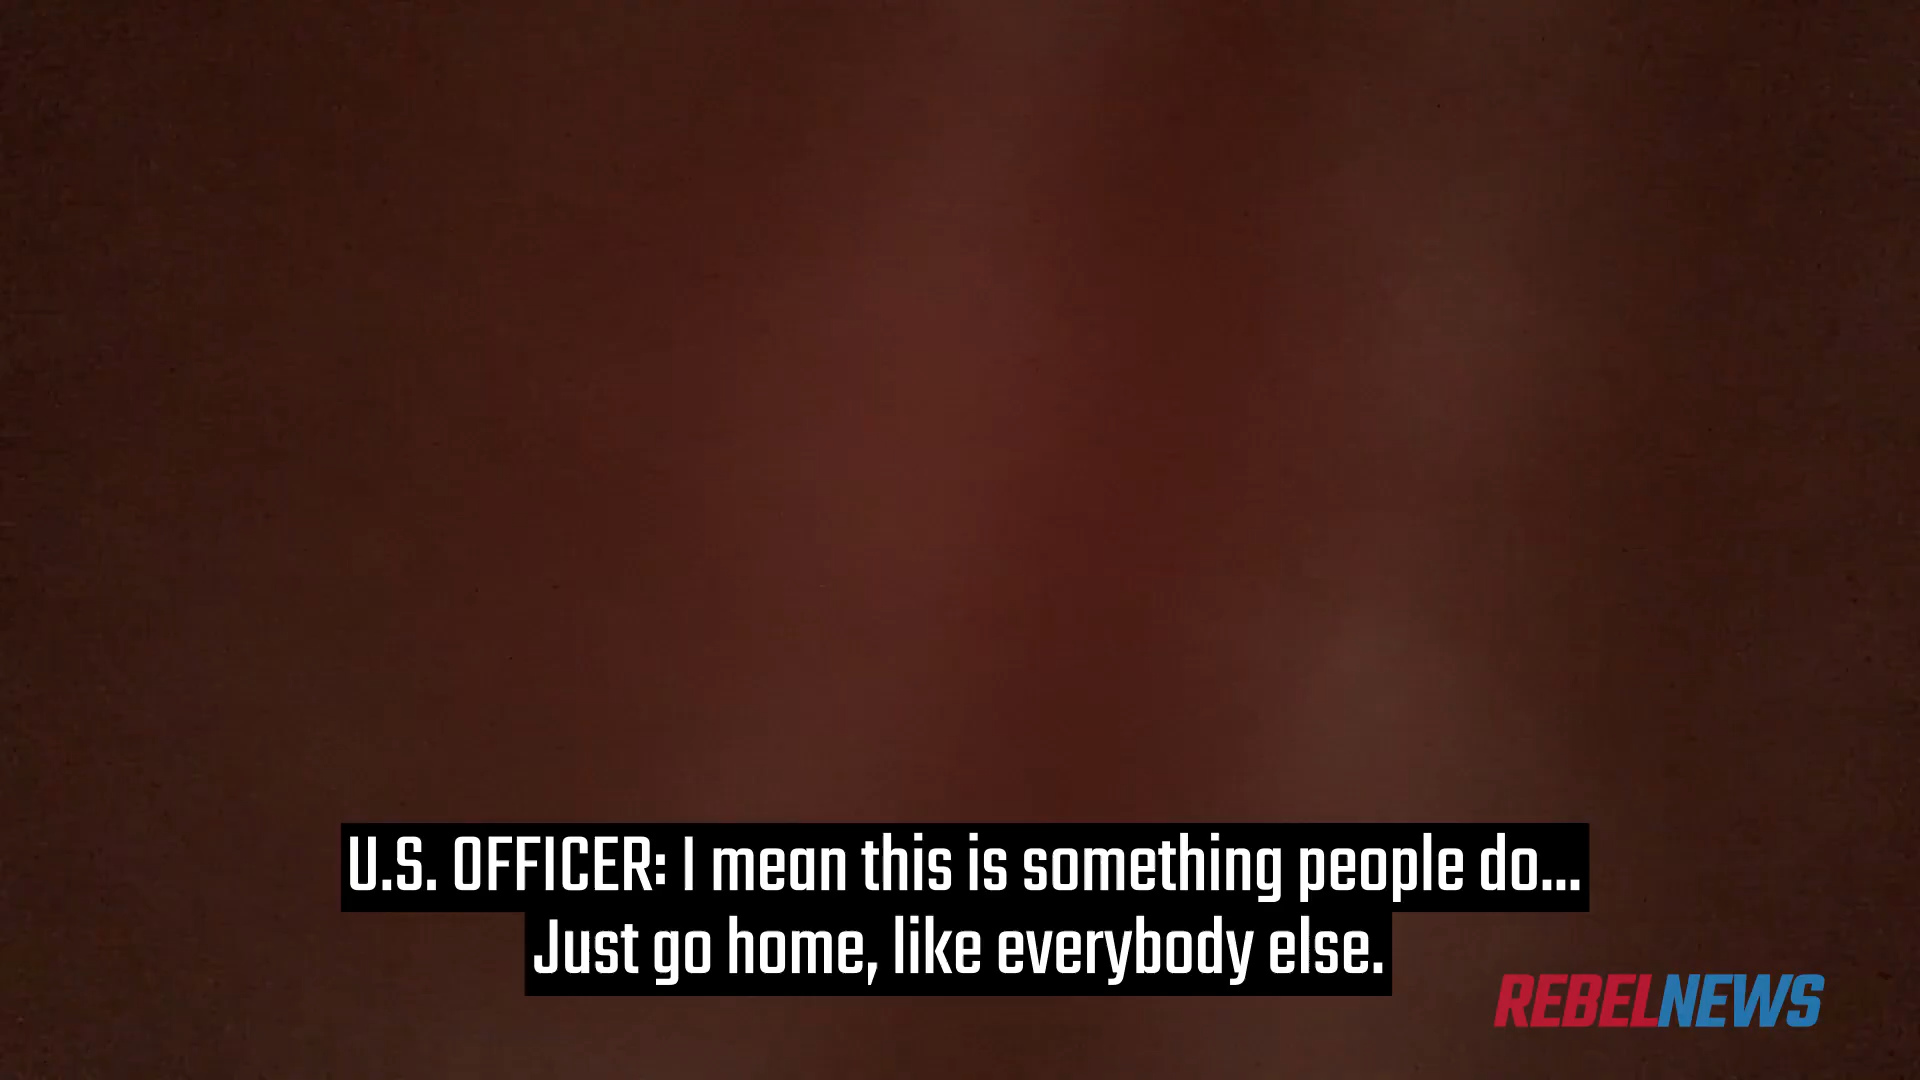 U.S. OFFICER: I mean this is something people do...
Just go home, like everybody else.
REBELNEWS